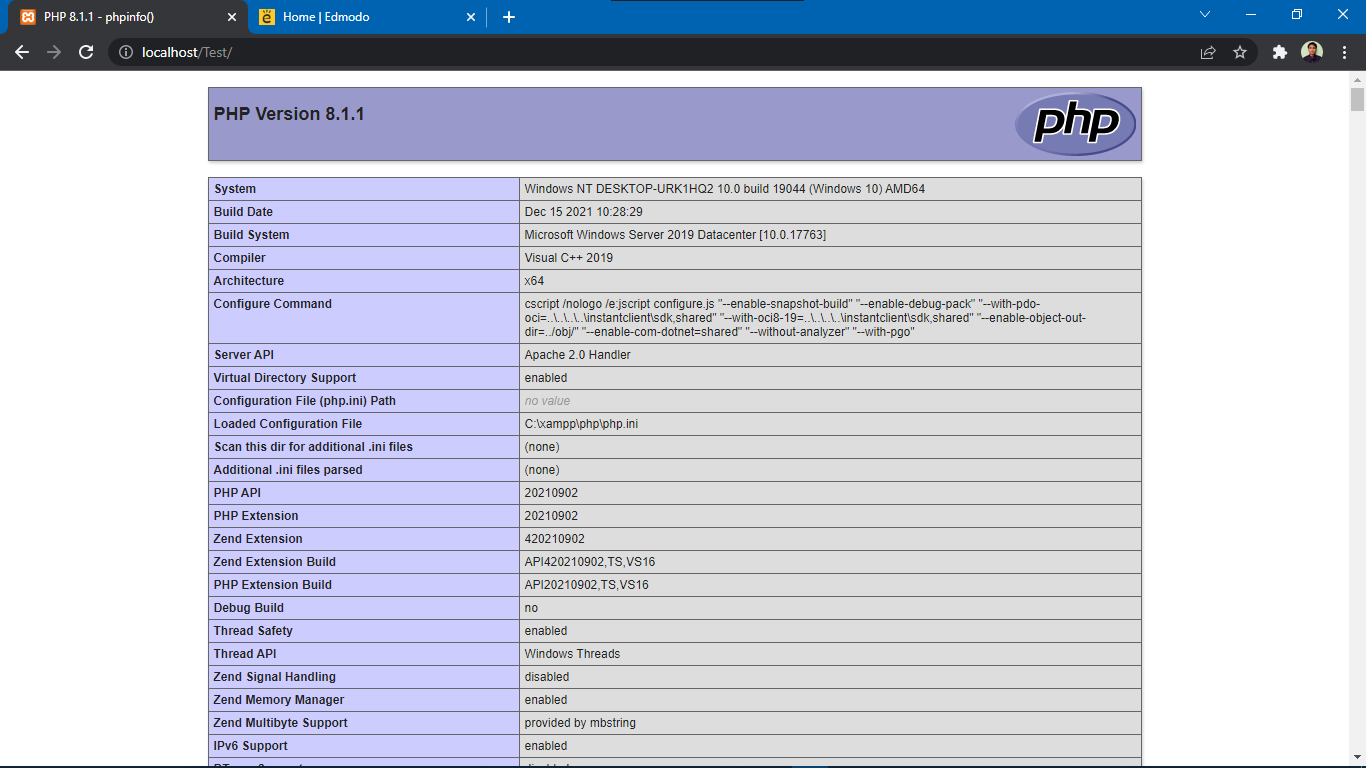 PHP 8.1.1 - phpinfo()
Home | Edmodo
localhost/Test/
PHP Version 8.1.1
php
System Windows NT DESKTOP-URK1HQ2 10.0 build 19044 (Windows 10) AMD64
Build Date Dec 15 2021 10:28:29
Build System Microsoft Windows Server 2019 Datacenter [10.0.17763]
Compiler Visual C++ 2019
Architecture x64
Configure Command cscript /nologo /e:jscript configure.js "--enable-snapshot-build" "--enable-debug-pack" "--with-pdo-
oci=..\..\..\..\instantclient\sdk,shared" "--with-oci8-19=..\..\..\..\instantclient\sdk,shared" "--enable-object-out-
dir=../obj/" "--enable-com-dotnet=shared" "--without-analyzer" "--with-pgo"
Server API Apache 2.0 Handler
Virtual Directory Support enabled
Configuration File (php.ini) Path no value
Loaded Configuration File C:\xampp\php\php.ini
Scan this dir for additional .ini files (none)
Additional .ini files parsed (none)
PHP API 20210902
PHP Extension 20210902
Zend Extension 420210902
Zend Extension Build API420210902,TS,VS16
PHP Extension Build API20210902,TS,VS16
Debug Build no
Thread Safety enabled
Thread API Windows Threads
Zend Signal Handling disabled
Zend Memory Manager enabled
Zend Multibyte Support provided by mbstring
IPv6 Support enabled